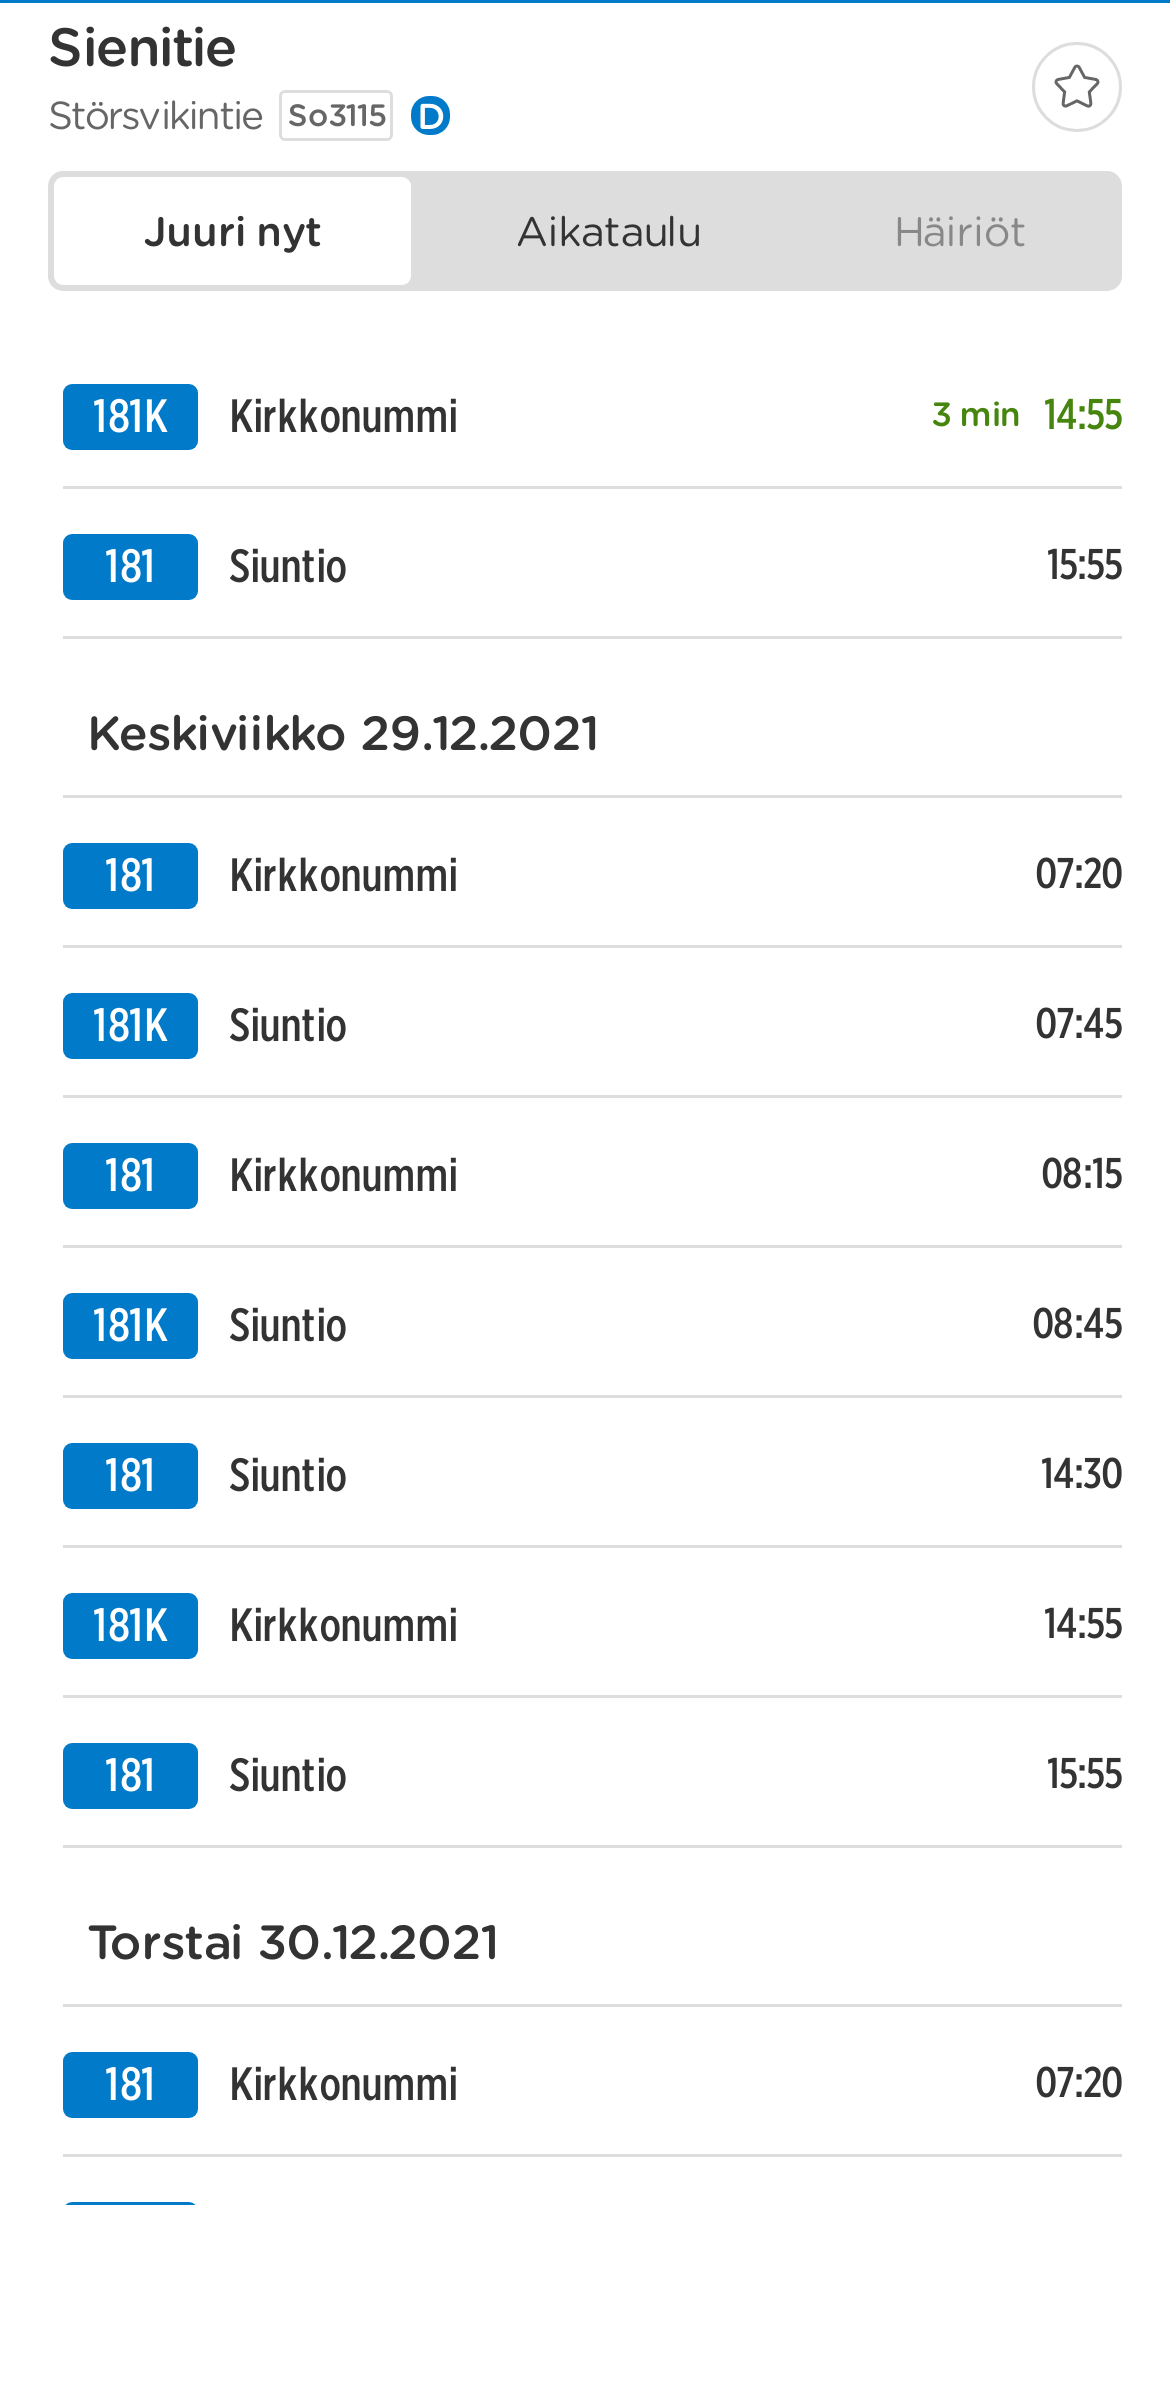 Sienitie
Störsvikintie So3115 D
Juuri nyt Aikataulu Häiriöt
181K Kirkkonummi 3 min 14:55
181 Siuntio 15:55
Keskiviikko 29.12.2021
181 Kirkkonummi 07:20
181K Siuntio 07:45
181 Kirkkonummi 08:15
181K Siuntio 08:45
181 Siuntio 14:30
181K Kirkkonummi 14:55
181 Siuntio 15:55
Torstai 30.12.2021
181 Kirkkonummi 07:20